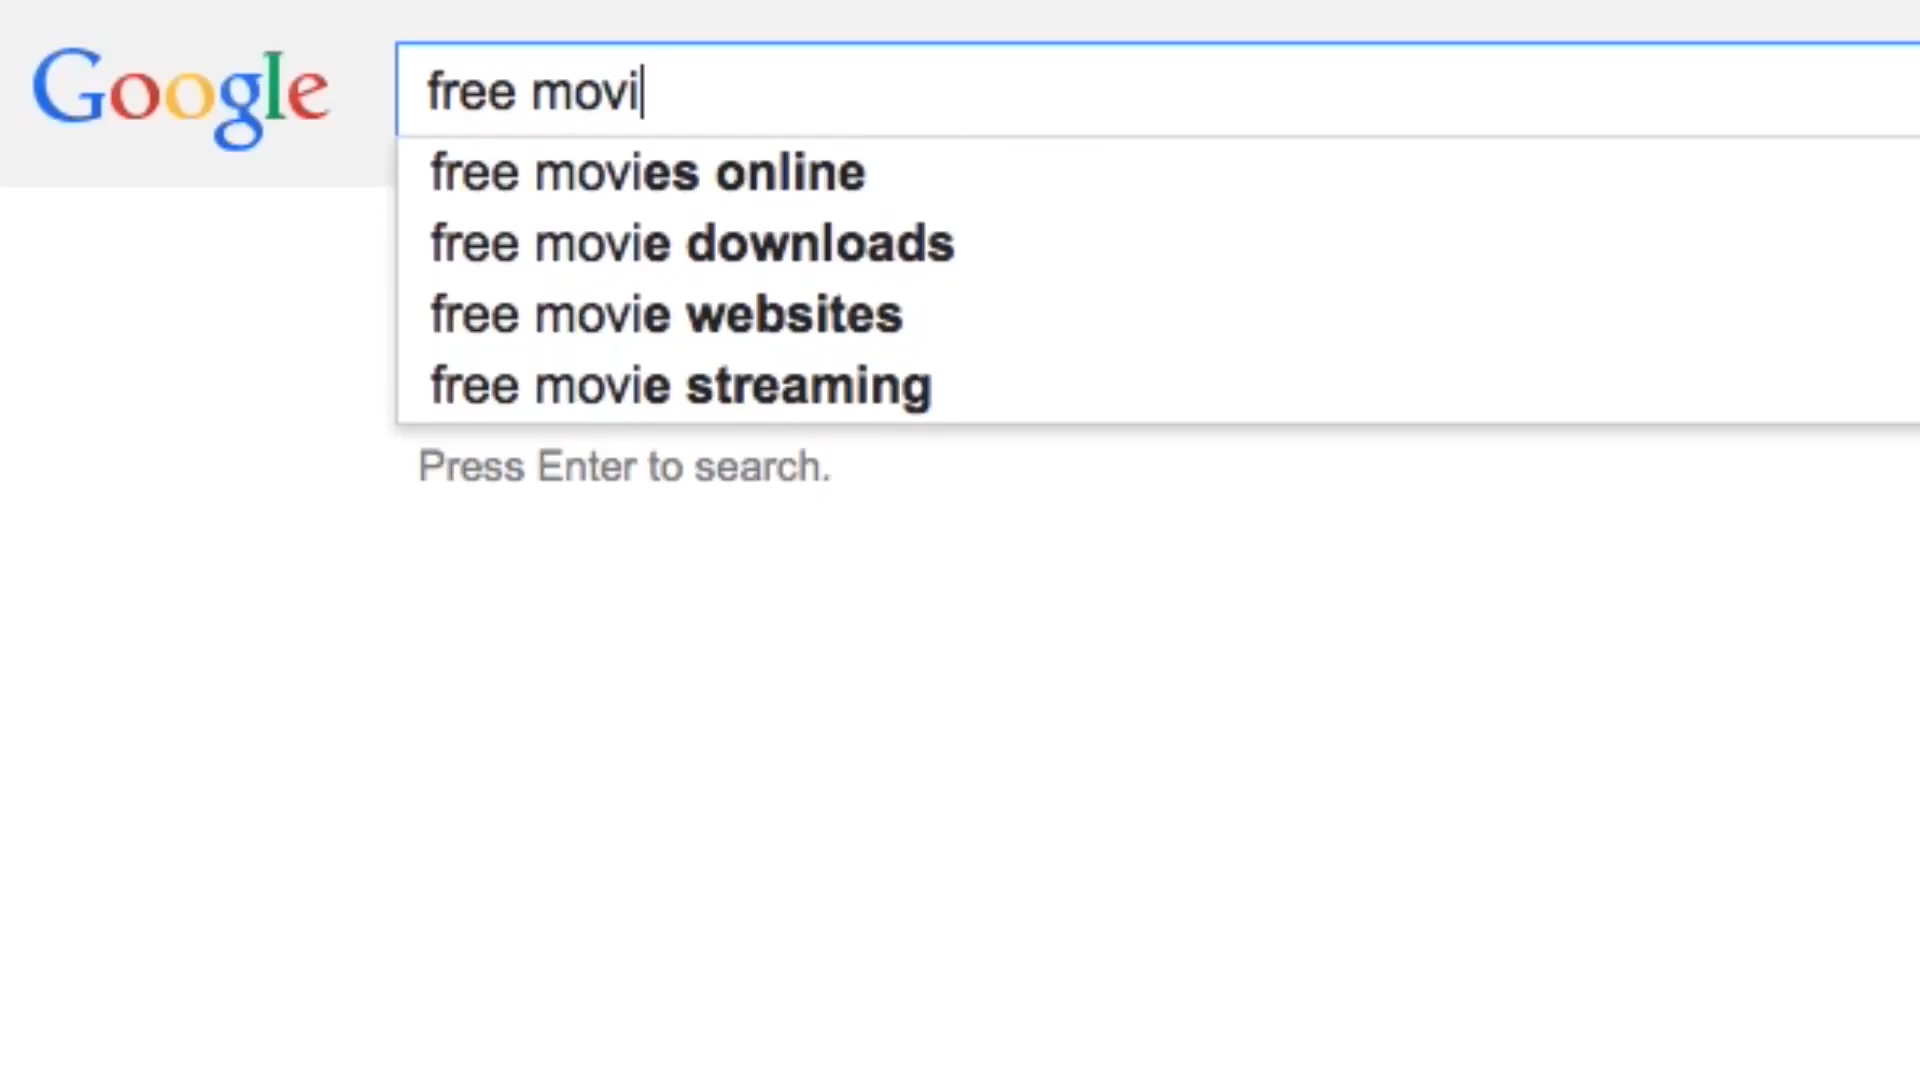 Google
free movi
free movies online
free movie downloads
free movie websites
free movie streaming
Press Enter to search.